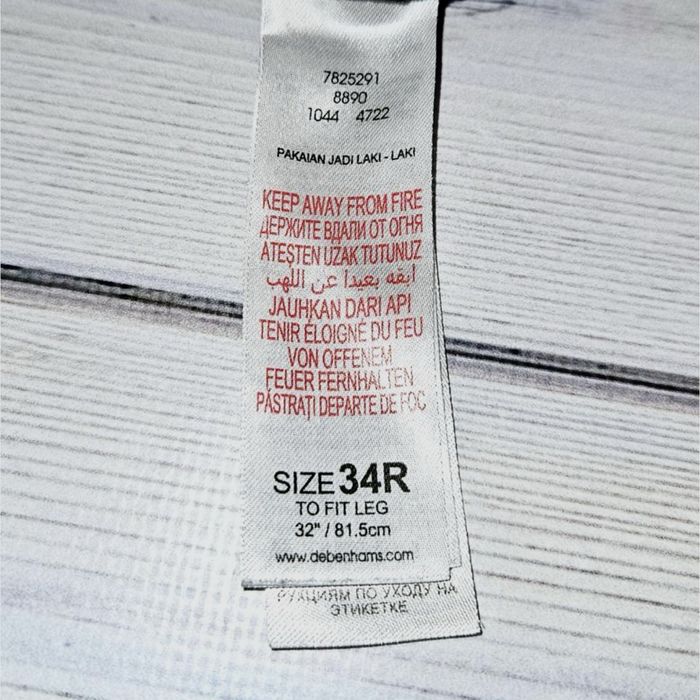 7825291
8890
1044 4722
PAKAIAN JADI LAKI - LAKI
KEEP AWAY FROM FIRE
ДЕРЖИТЕ ВДАЛИ ОТ ОГНЯ
ATEŞTEN UZAK TUTUNUZ
ابقه بعيدا عن اللهب
JAUHKAN DARI API
TENIR ÉLOIGNÉ DU FEU
VON OFFENEM
FEUER FERNHALTEN
PĂSTRAȚI DEPARTE DE FOC
SIZE 34R
TO FIT LEG
32" / 81.5cm
www.debenhams.com
ПО УХОДУ НА
ЭТИКЕТКЕ